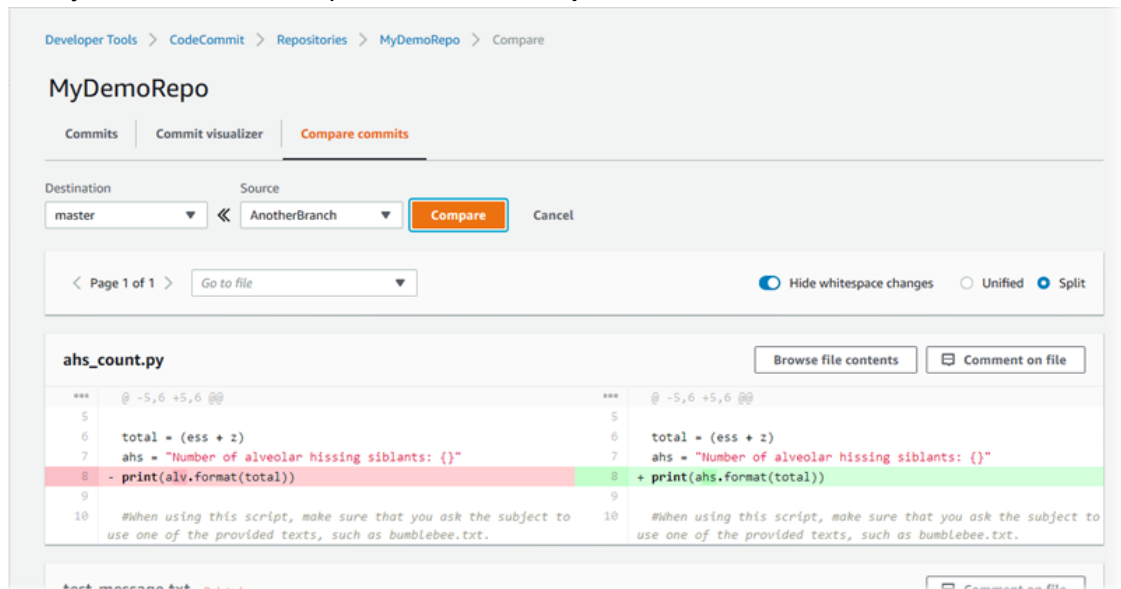 Developer Tools > CodeCommit > Repositories > MyDemoRepo > Compare
MyDemoRepo
Commits Commit visualizer Compare commits
Destination Source
master AnotherBranch Compare Cancel
< Page 1 of 1 > Go to file Hide whitespace changes Unified Split
ahs_count.py Browse file contents Comment on file
*** @ -5,6 +5,6 @@ *** @ -5,6 +5,6 @@
5 5
6 total = (ess + z) 6 total = (ess + z)
7 ahs = "Number of alveolar hissing siblants: {}" 7 ahs = "Number of alveolar hissing siblants: {}"
8 - print(alv.format(total)) 8 + print(ahs.format(total))
9 9
10 #When using this script, make sure that you ask the subject to 10 #When using this script, make sure that you ask the subject to
use one of the provided texts, such as bumblebee.txt. use one of the provided texts, such as bumblebee.txt.
test_message.txt Comment on file